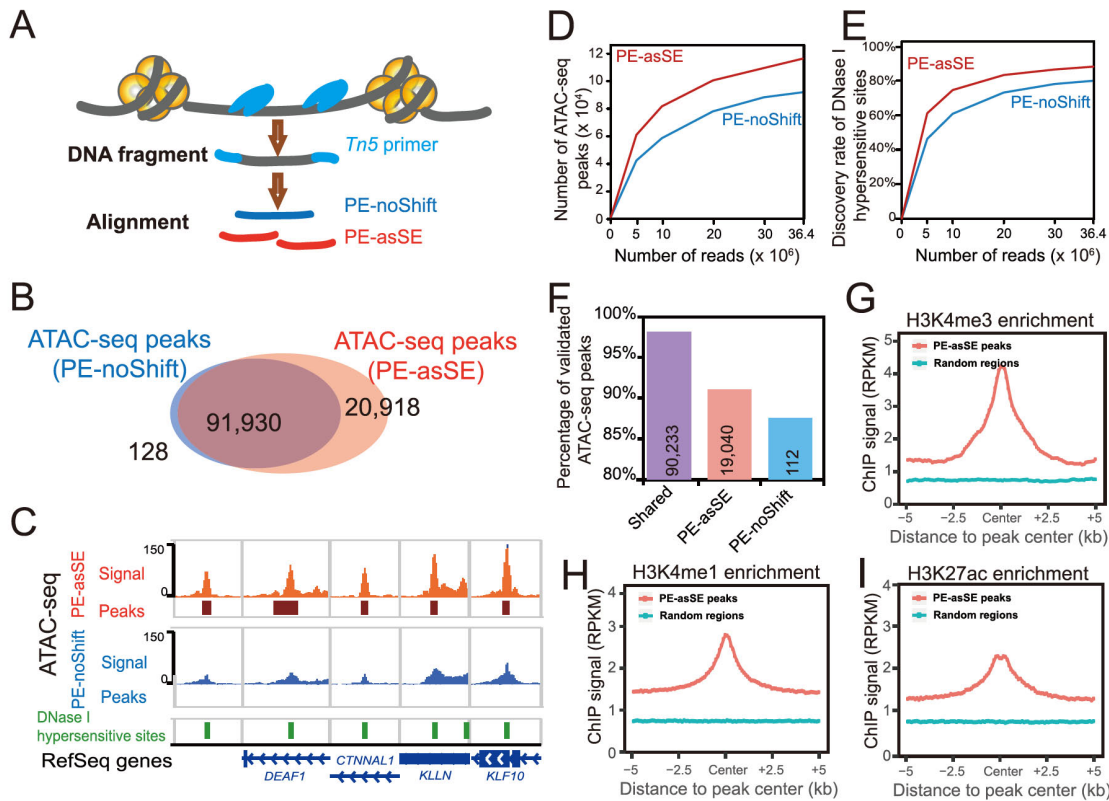 A
DNA fragment
Tn5 primer
Alignment
PE-noShift
PE-asSE
B
ATAC-seq peaks
(PE-noShift)
ATAC-seq peaks
(PE-asSE)
91,930
20,918
128
C
ATAC-seq
PE-asSE
150
Signal
0
Peaks
PE-noShift
150
Signal
0
Peaks
DNase I
hypersensitive sites
RefSeq genes
DEAF1
CTNNAL1
KLLN
KLF10
D
Number of ATAC-seq
peaks (x 10⁴)
12
10
8
6
4
2
0
PE-asSE
PE-noShift
0
5
10
20
30
36.4
Number of reads (x 10⁶)
E
Discovery rate of DNase I
hypersensitive sites
100%
80%
60%
40%
20%
0
PE-asSE
PE-noShift
0
5
10
20
30
36.4
Number of reads (x 10⁶)
F
Percentage of validated
ATAC-seq peaks
100%
95%
90%
85%
80%
90,233
19,040
112
Shared
PE-asSE
PE-noShift
G
H3K4me3 enrichment
PE-asSE peaks
Random regions
ChIP signal (RPKM)
5
4
3
2
1
0
−5
−2.5
Center
+2.5
+5
Distance to peak center (kb)
H
H3K4me1 enrichment
PE-asSE peaks
Random regions
ChIP signal (RPKM)
4
3
2
1
0
−5
−2.5
Center
+2.5
+5
Distance to peak center (kb)
I
H3K27ac enrichment
PE-asSE peaks
Random regions
ChIP signal (RPKM)
4
3
2
1
0
−5
−2.5
Center
+2.5
+5
Distance to peak center (kb)